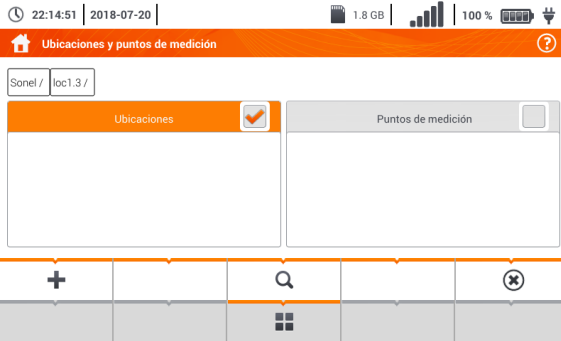 22:14:51 2018-07-20 1.8 GB 100 %
Ubicaciones y puntos de medición ?
Sonel / loc1.3 /
Ubicaciones Puntos de medición